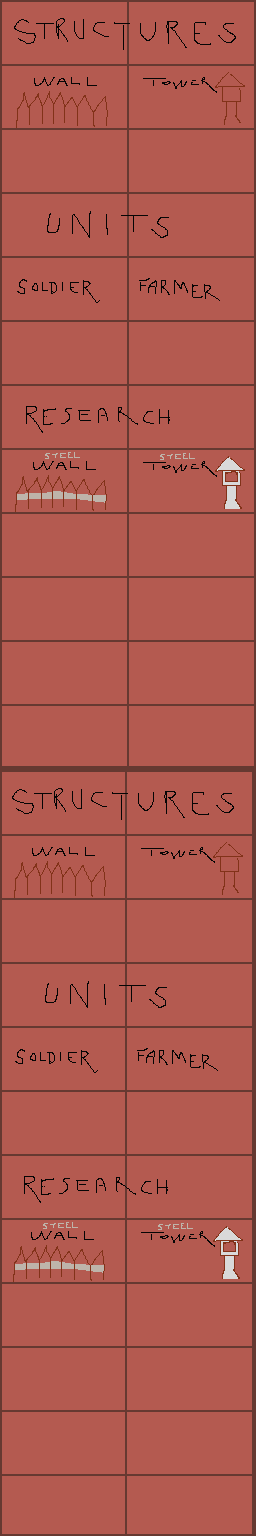 STRUCTURES
WALL TOWER
UNITS
SOLDIER FARMER
RESEARCH
STEEL STEEL
WALL TOWER
STRUCTURES
WALL TOWER
UNITS
SOLDIER FARMER
RESEARCH
STEEL STEEL
WALL TOWER